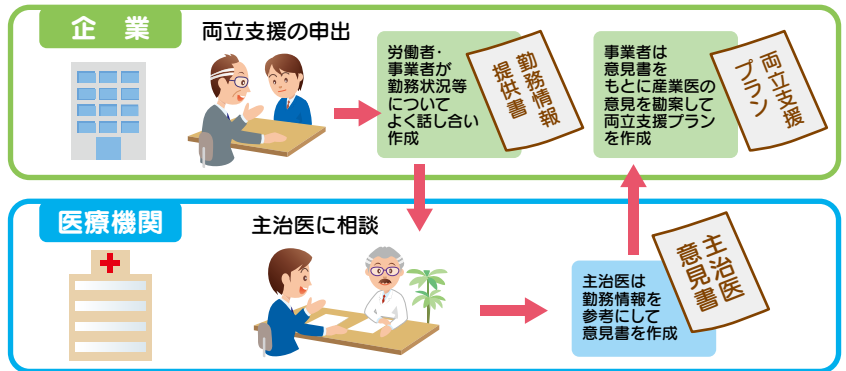 企　業
両立支援の申出
労働者・
事業者が
勤務状況等
について
よく話し合い
作成
勤務情報
提供書
事業者は
意見書を
もとに産業医の
意見を勘案して
両立支援プラン
を作成
両立支援
プラン
医療機関
主治医に相談
主治医は
勤務情報を
参考にして
意見書を作成
主治医
意見書